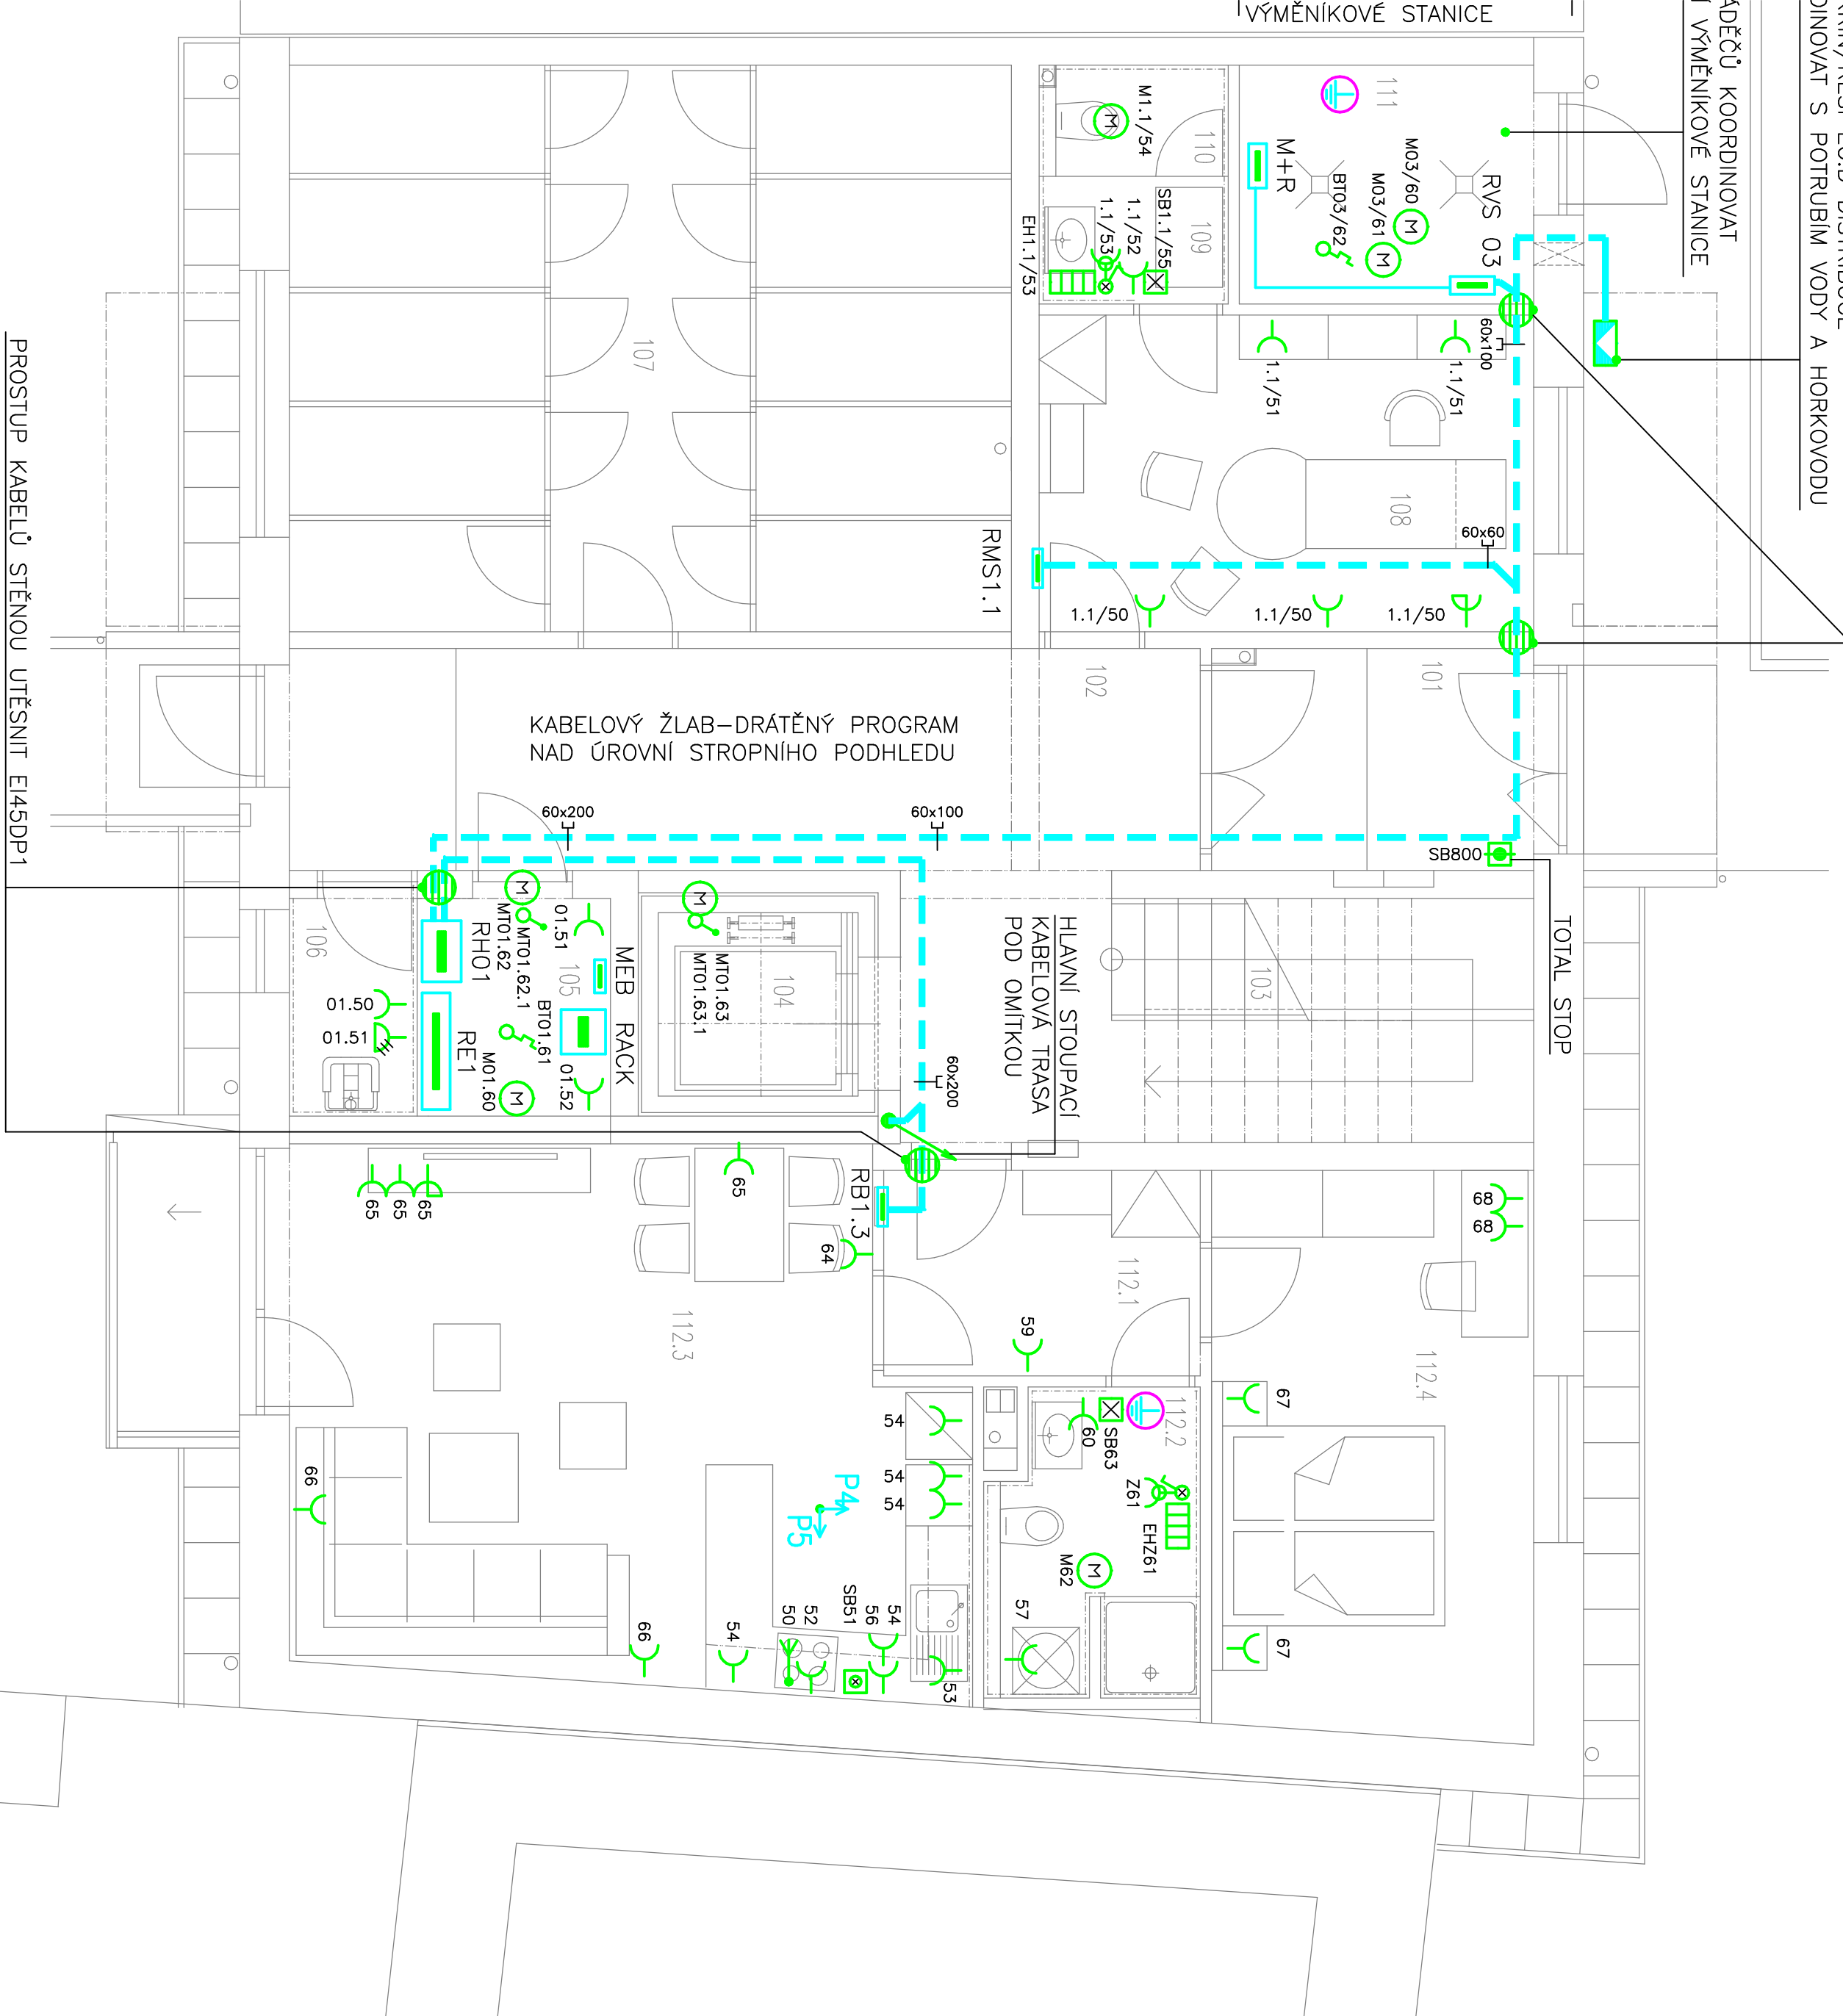 VÝMĚNÍKOVÉ STANICE
DINOVAT S POTRUBÍM VODY A HORKOVODU
ADĚČŮ KOORDINOVAT
Í VÝMĚNÍKOVÉ STANICE
111
RVS 03
M03/60
M03/61
BT03/62
M+R
110
M1.1/54
109
SB1.1/55
1.1/52
1.1/53
EH1.1/53
60x100
1.1/51
1.1/51
108
60x60
RMS1.1
1.1/50
1.1/50
1.1/50
107
101
102
KABELOVÝ ŽLAB-DRÁTĚNÝ PROGRAM
NAD ÚROVNÍ STROPNÍHO PODHLEDU
60x200
60x100
SB800
TOTAL STOP
HLAVNÍ STOUPACÍ
KABELOVÁ TRASA
POD OMÍTKOU
103
104
MT01.63
MT01.63.1
60x200
MEB
RACK
105
01.51
MT01.62.1
MT01.62
BT01.61
01.52
M01.60
RH01
RE1
106
01.50
01.51
PROSTUP KABELŮ STĚNOU UTĚSNIT EI45DP1
RB1.3
65
65
65
65
64
112.3
112.1
59
68
68
112.4
67
67
112.2
60
SB63
Z61
EHZ61
M62
57
54
54
54
P4
P5
66
66
54
50
52
SB51
56
54
53